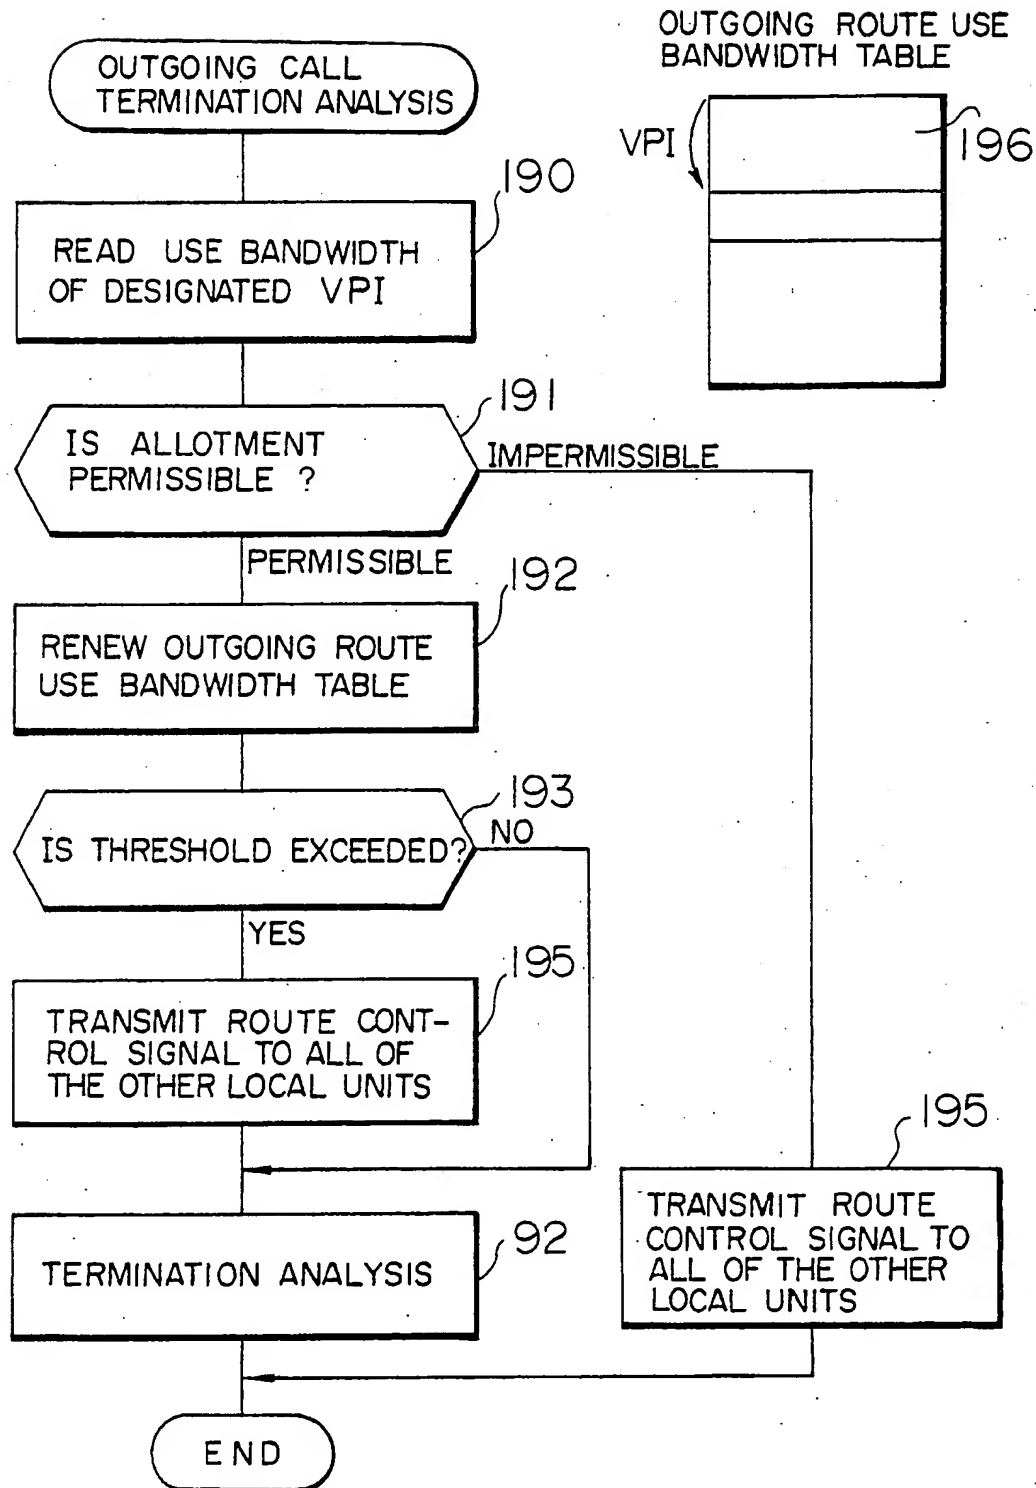 OUTGOING CALL
TERMINATION ANALYSIS
OUTGOING ROUTE USE
BANDWIDTH TABLE
VPI
196
190
READ USE BANDWIDTH
OF DESIGNATED VPI
191
IS ALLOTMENT
PERMISSIBLE ?
IMPERMISSIBLE
PERMISSIBLE
192
RENEW OUTGOING ROUTE
USE BANDWIDTH TABLE
193
IS THRESHOLD EXCEEDED?
NO
YES
195
TRANSMIT ROUTE CONT-
ROL SIGNAL TO ALL OF
THE OTHER LOCAL UNITS
195
TRANSMIT ROUTE
CONTROL SIGNAL TO
ALL OF THE OTHER
LOCAL UNITS
92
TERMINATION ANALYSIS
END